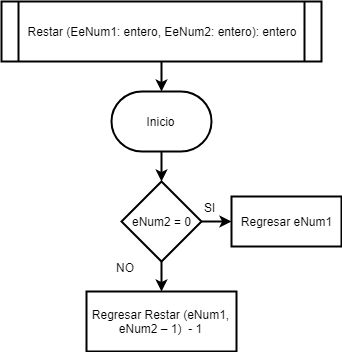 Restar (EeNum1: entero, EeNum2: entero): entero
Inicio
eNum2 = 0
SI
Regresar eNum1
NO
Regresar Restar (eNum1,
eNum2 – 1) - 1